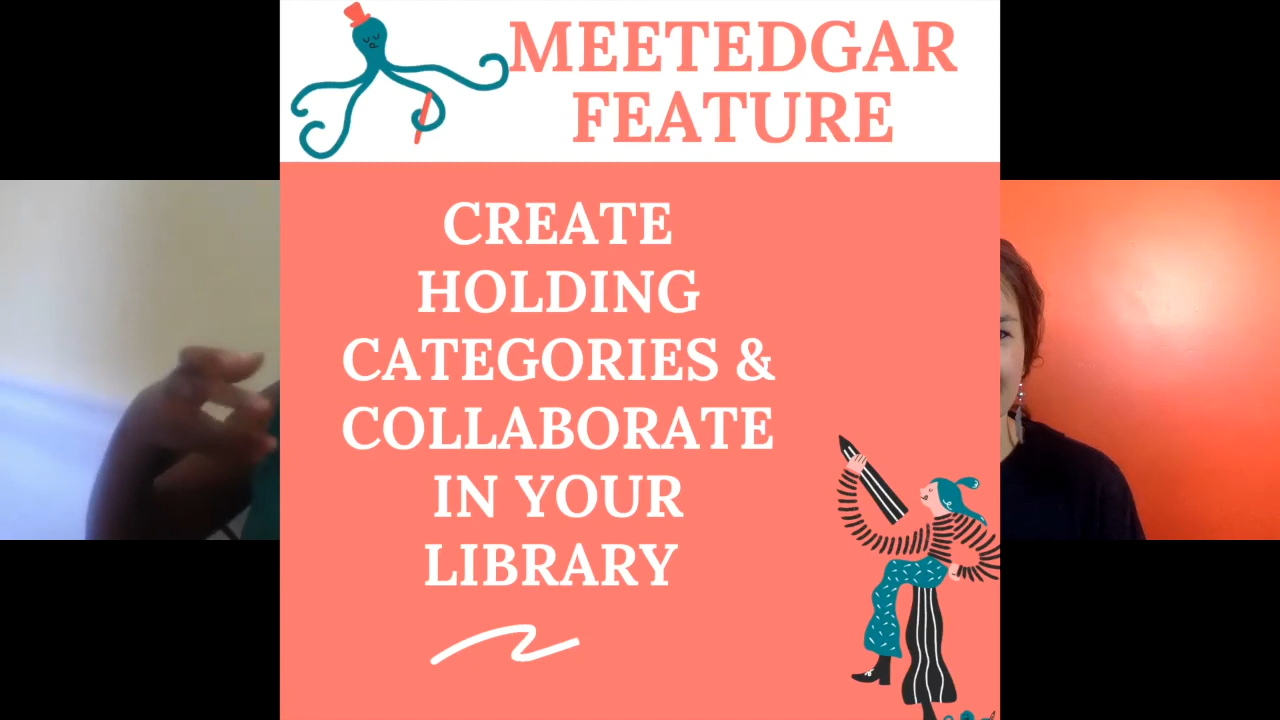 MEETEDGAR
FEATURE
CREATE
HOLDING
CATEGORIES &
COLLABORATE
IN YOUR
LIBRARY